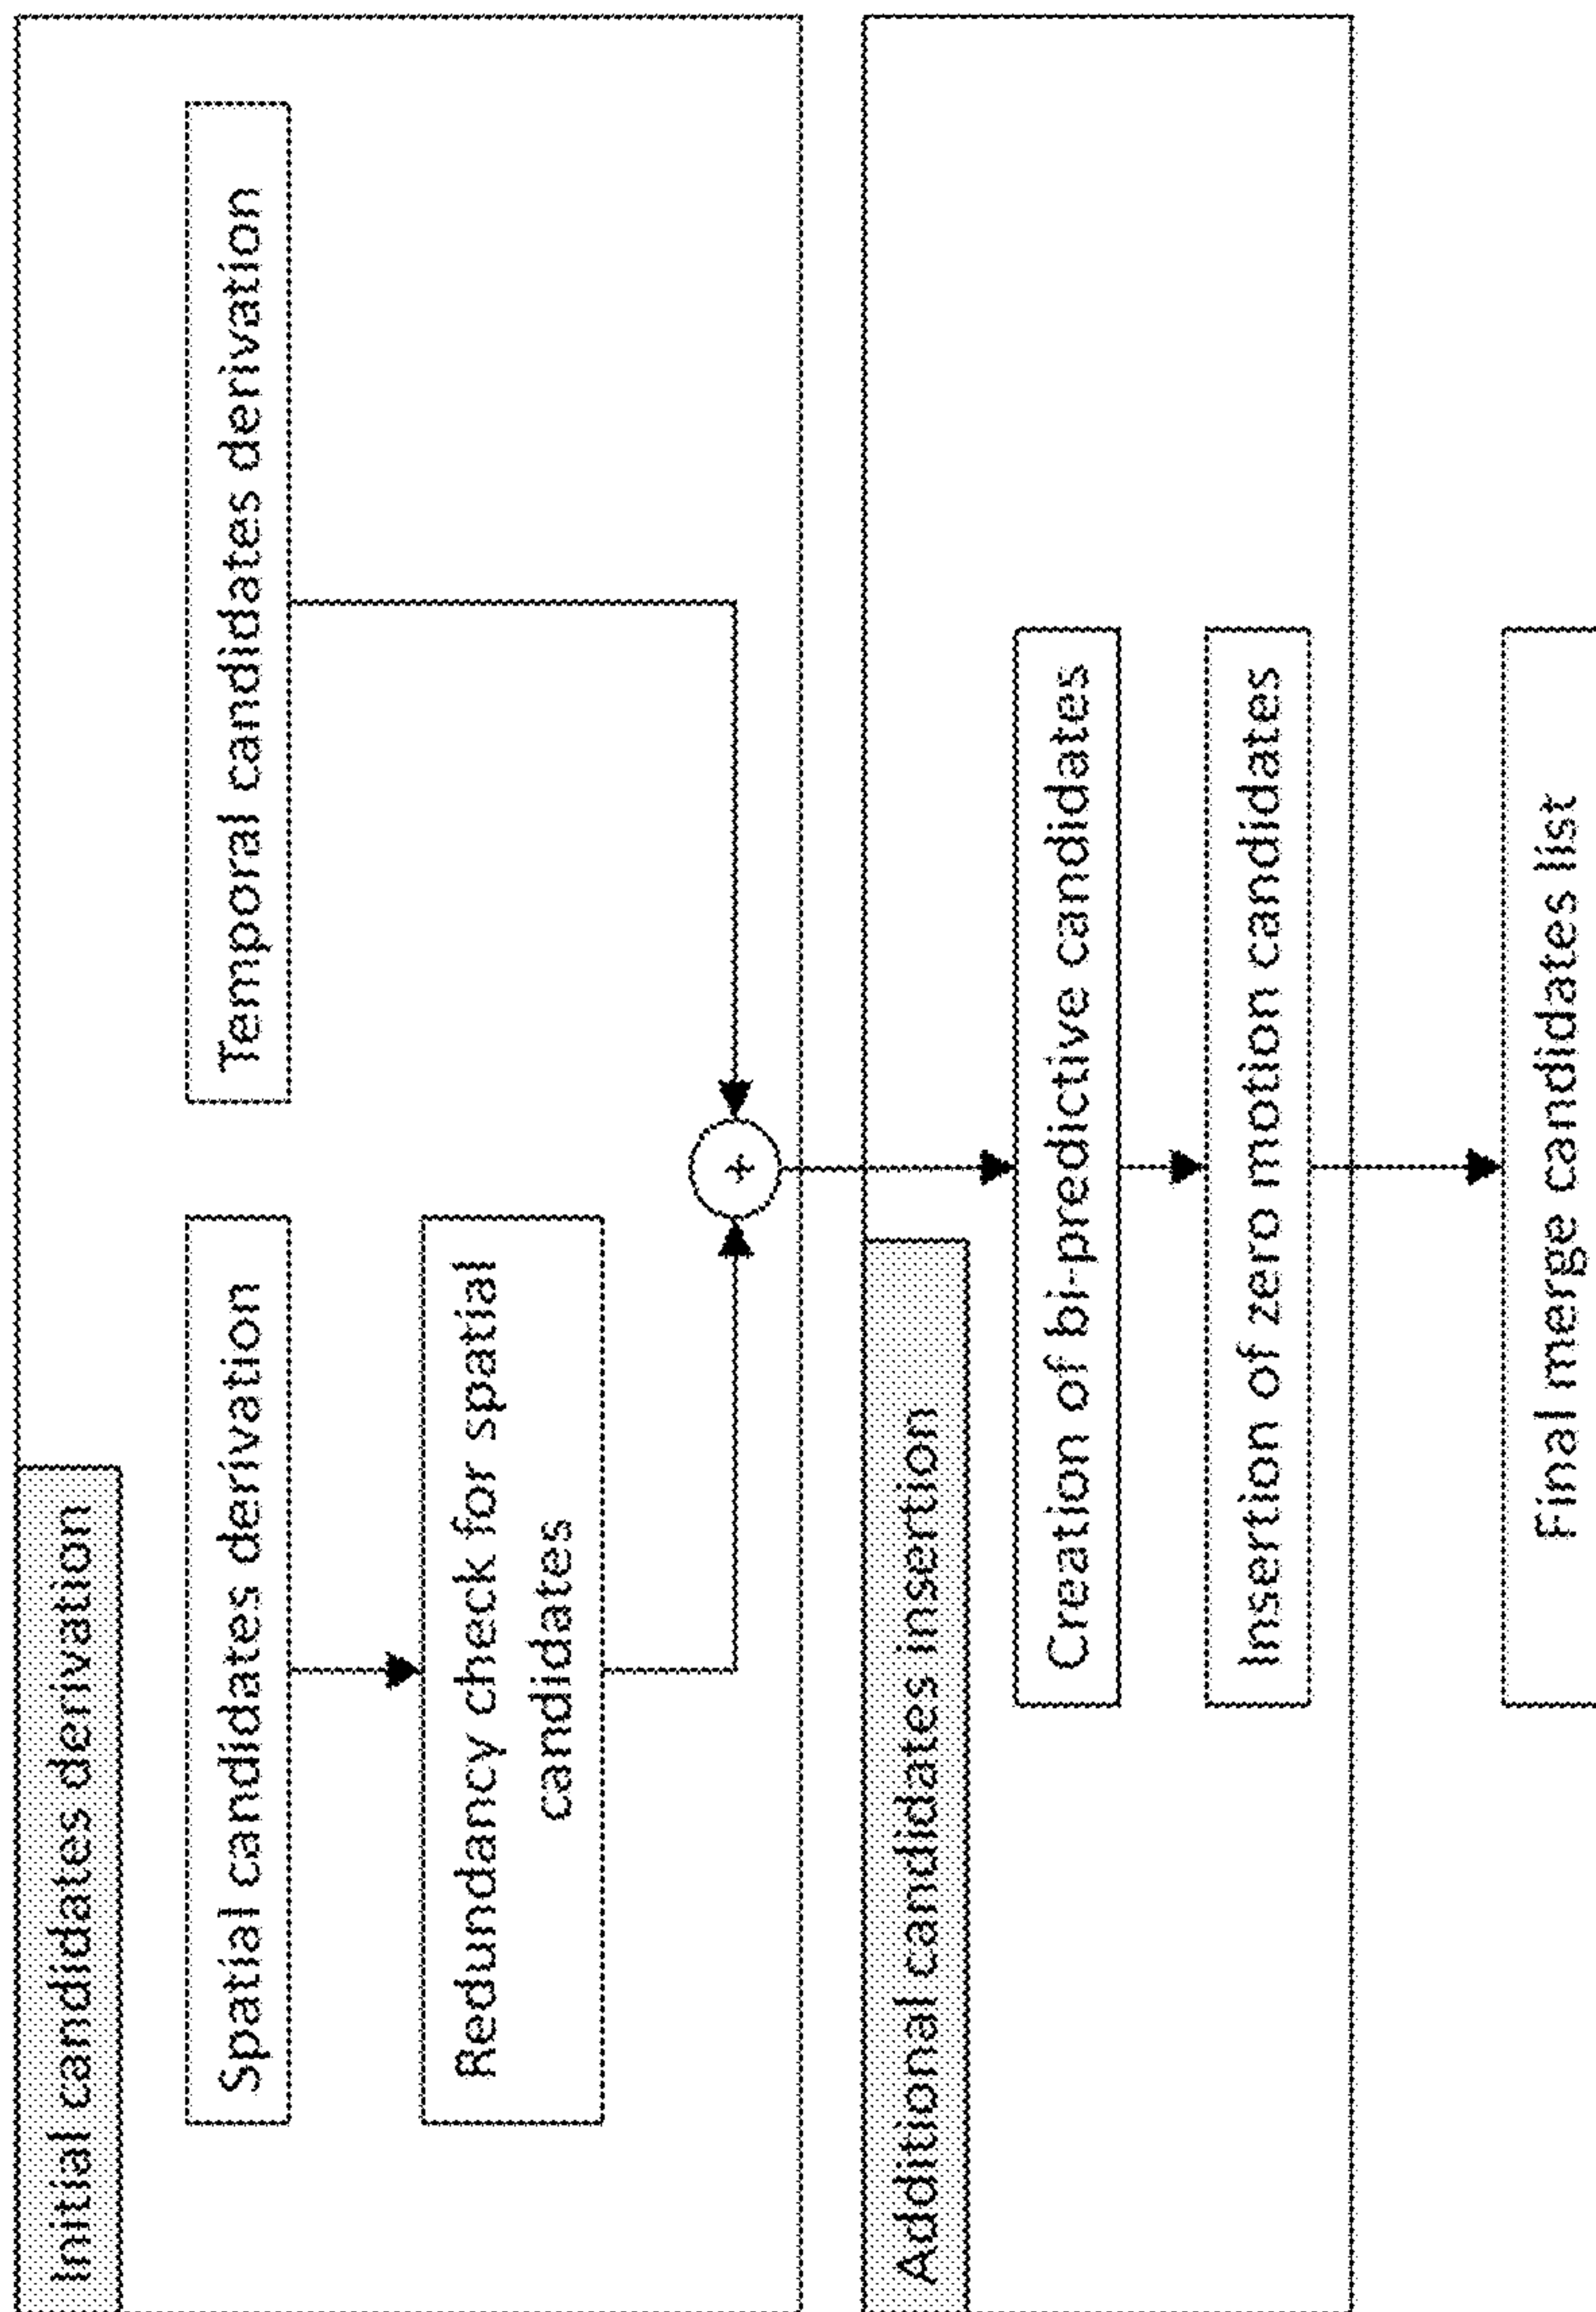 Initial candidates derivation
Spatial candidates derivation
Temporal candidates derivation
Redundancy check for spatial
candidates
+
Additional candidates insertion
Creation of bi-predictive candidates
Insertion of zero motion candidates
Final merge candidates list